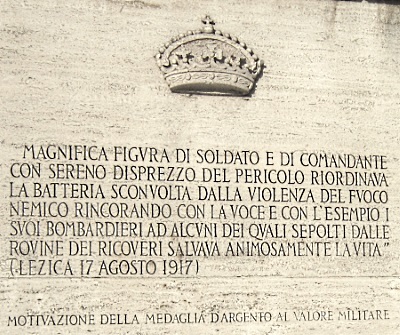 "MAGNIFICA FIGVRA DI SOLDATO E DI COMANDANTE
CON SERENO DISPREZZO DEL PERICOLO RIORDINAVA
LA BATTERIA SCONVOLTA DALLA VIOLENZA DEL FVOCO
NEMICO RINCORANDO CON LA VOCE E CON L'ESEMPIO I
SVOI BOMBARDIERI AD ALCVNI DEI QVALI SEPOLTI DALLE
ROVINE DEI RICOVERI SALVAVA ANIMOSAMENTE LA VITA"
(LEZICA 17 AGOSTO 1917)
MOTIVAZIONE DELLA MEDAGLIA D'ARGENTO AL VALORE MILITARE